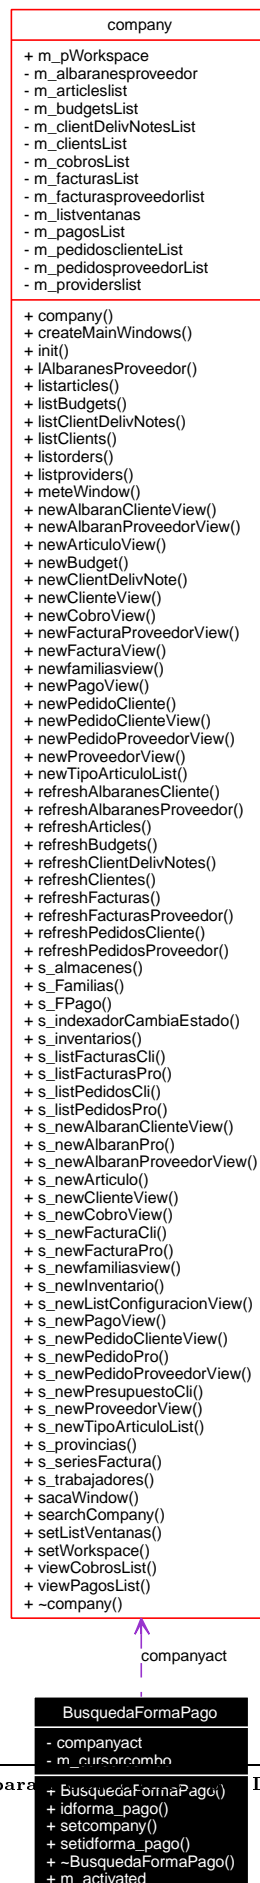 company
+ m_pWorkspace
- m_albaranesproveedor
- m_articleslist
- m_budgetsList
- m_clientDelivNotesList
- m_clientsList
- m_cobrosList
- m_facturasList
- m_facturasproveedorlist
- m_listventanas
- m_pagosList
- m_pedidosclienteList
- m_pedidosproveedorList
- m_providerslist
+ company()
+ createMainWindows()
+ init()
+ lAlbaranesProveedor()
+ listarticles()
+ listBudgets()
+ listClientDelivNotes()
+ listClients()
+ listorders()
+ listproviders()
+ meteWindow()
+ newAlbaranClienteView()
+ newAlbaranProveedorView()
+ newArticuloView()
+ newBudget()
+ newClientDelivNote()
+ newClienteView()
+ newCobroView()
+ newFacturaProveedorView()
+ newFacturaView()
+ newfamiliasview()
+ newPagoView()
+ newPedidoCliente()
+ newPedidoClienteView()
+ newPedidoProveedorView()
+ newProveedorView()
+ newTipoArticuloList()
+ refreshAlbaranesCliente()
+ refreshAlbaranesProveedor()
+ refreshArticles()
+ refreshBudgets()
+ refreshClientDelivNotes()
+ refreshClientes()
+ refreshFacturas()
+ refreshFacturasProveedor()
+ refreshPedidosCliente()
+ refreshPedidosProveedor()
+ s_almacenes()
+ s_Familias()
+ s_FPago()
+ s_indexadorCambiaEstado()
+ s_inventarios()
+ s_listFacturasCli()
+ s_listFacturasPro()
+ s_listPedidosCli()
+ s_listPedidosPro()
+ s_newAlbaranClienteView()
+ s_newAlbaranPro()
+ s_newAlbaranProveedorView()
+ s_newArticulo()
+ s_newClienteView()
+ s_newCobroView()
+ s_newFacturaCli()
+ s_newFacturaPro()
+ s_newfamiliasview()
+ s_newInventario()
+ s_newListConfiguracionView()
+ s_newPagoView()
+ s_newPedidoClienteView()
+ s_newPedidoPro()
+ s_newPedidoProveedorView()
+ s_newPresupuestoCli()
+ s_newProveedorView()
+ s_newTipoArticuloList()
+ s_provincias()
+ s_seriesFactura()
+ s_trabajadores()
+ sacaWindow()
+ searchCompany()
+ setListVentanas()
+ setWorkspace()
+ viewCobrosList()
+ viewPagosList()
+ ~company()
companyact
BusquedaFormaPago
- companyact
- m_cursorcombo
+ BusquedaFormaPago()
+ idforma_pago()
+ setcompany()
+ setidforma_pago()
+ ~BusquedaFormaPago()
+ m_activated